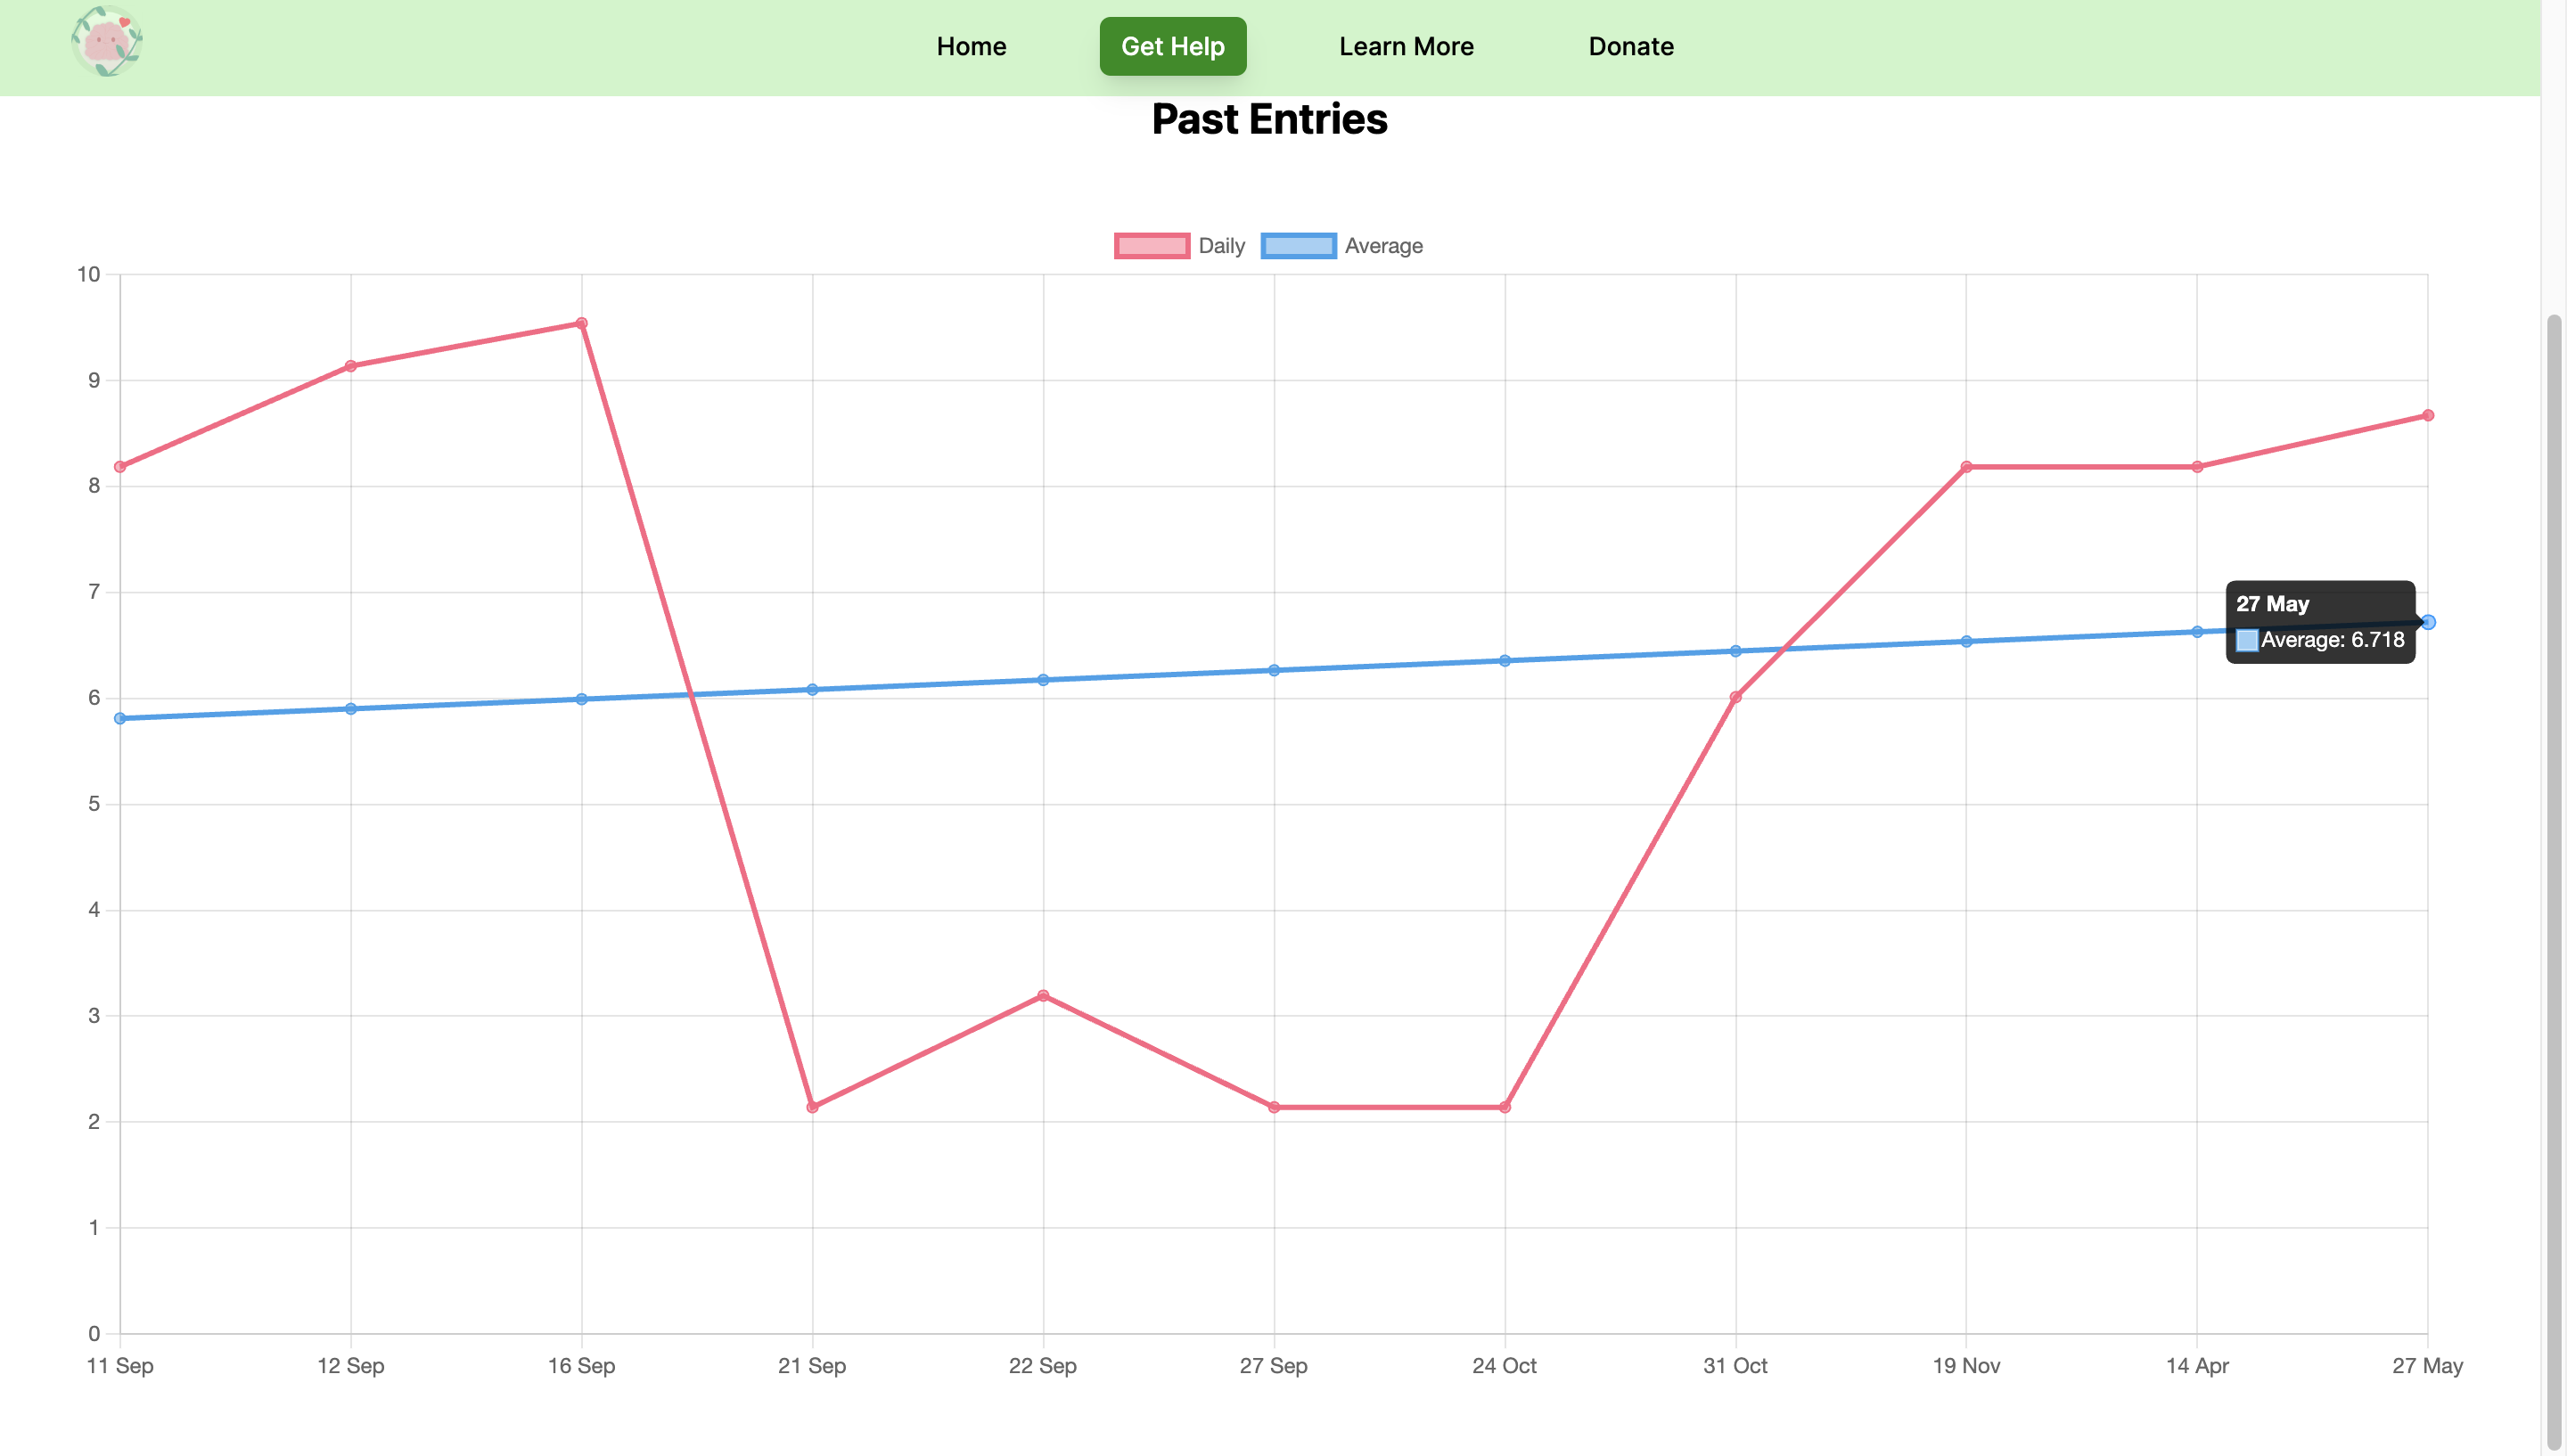 Home
Get Help
Learn More
Donate
Past Entries
Daily
Average
10
9
8
7
6
5
4
3
2
1
0
27 May
Average: 6.718
11 Sep
12 Sep
16 Sep
21 Sep
22 Sep
27 Sep
24 Oct
31 Oct
19 Nov
14 Apr
27 May